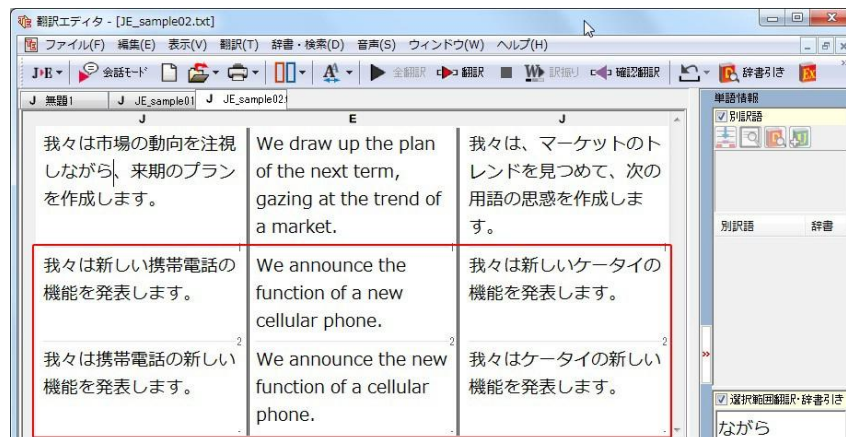 翻訳エディタ - [JE_sample02.txt]
ファイル(F) 編集(E) 表示(V) 翻訳(T) 辞書・検索(D) 音声(S) ウィンドウ(W) ヘルプ(H)
J▸E 会話モード 全翻訳 翻訳 訳振り 確認翻訳 辞書引き
J 無題1 J JE_sample01 J JE_sample02.
単語情報
別訳語
J E J
我々は市場の動向を注視
しながら、来期のプラン
を作成します。
We draw up the plan
of the next term,
gazing at the trend of
a market.
我々は、マーケットのト
レンドを見つめて、次の
用語の思惑を作成しま
す。
1 1 1
我々は新しい携帯電話の
機能を発表します。
We announce the
function of a new
cellular phone.
我々は新しいケータイの
機能を発表します。
2 2 2
我々は携帯電話の新しい
機能を発表します。
We announce the new
function of a cellular
phone.
我々はケータイの新しい
機能を発表します。
別訳語 辞書
選択範囲翻訳・辞書引き
ながら